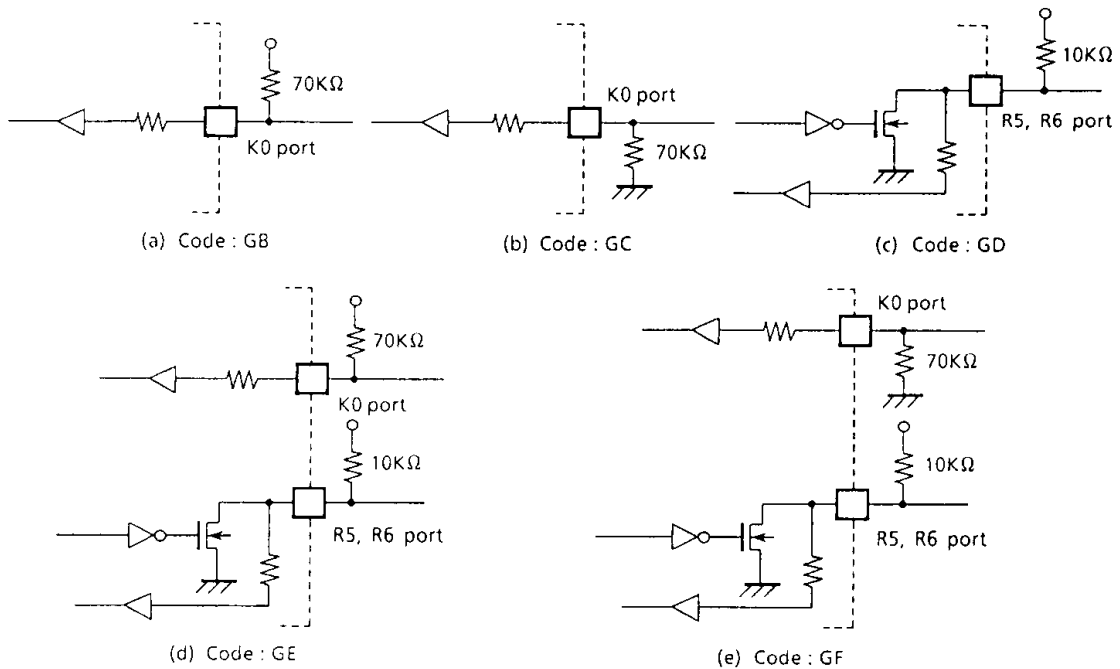 70KΩ
K0 port
(a) Code : GB
K0 port
70KΩ
(b) Code : GC
10KΩ
R5, R6 port
(c) Code : GD
70KΩ
K0 port
10KΩ
R5, R6 port
(d) Code : GE
K0 port
70KΩ
10KΩ
R5, R6 port
(e) Code : GF